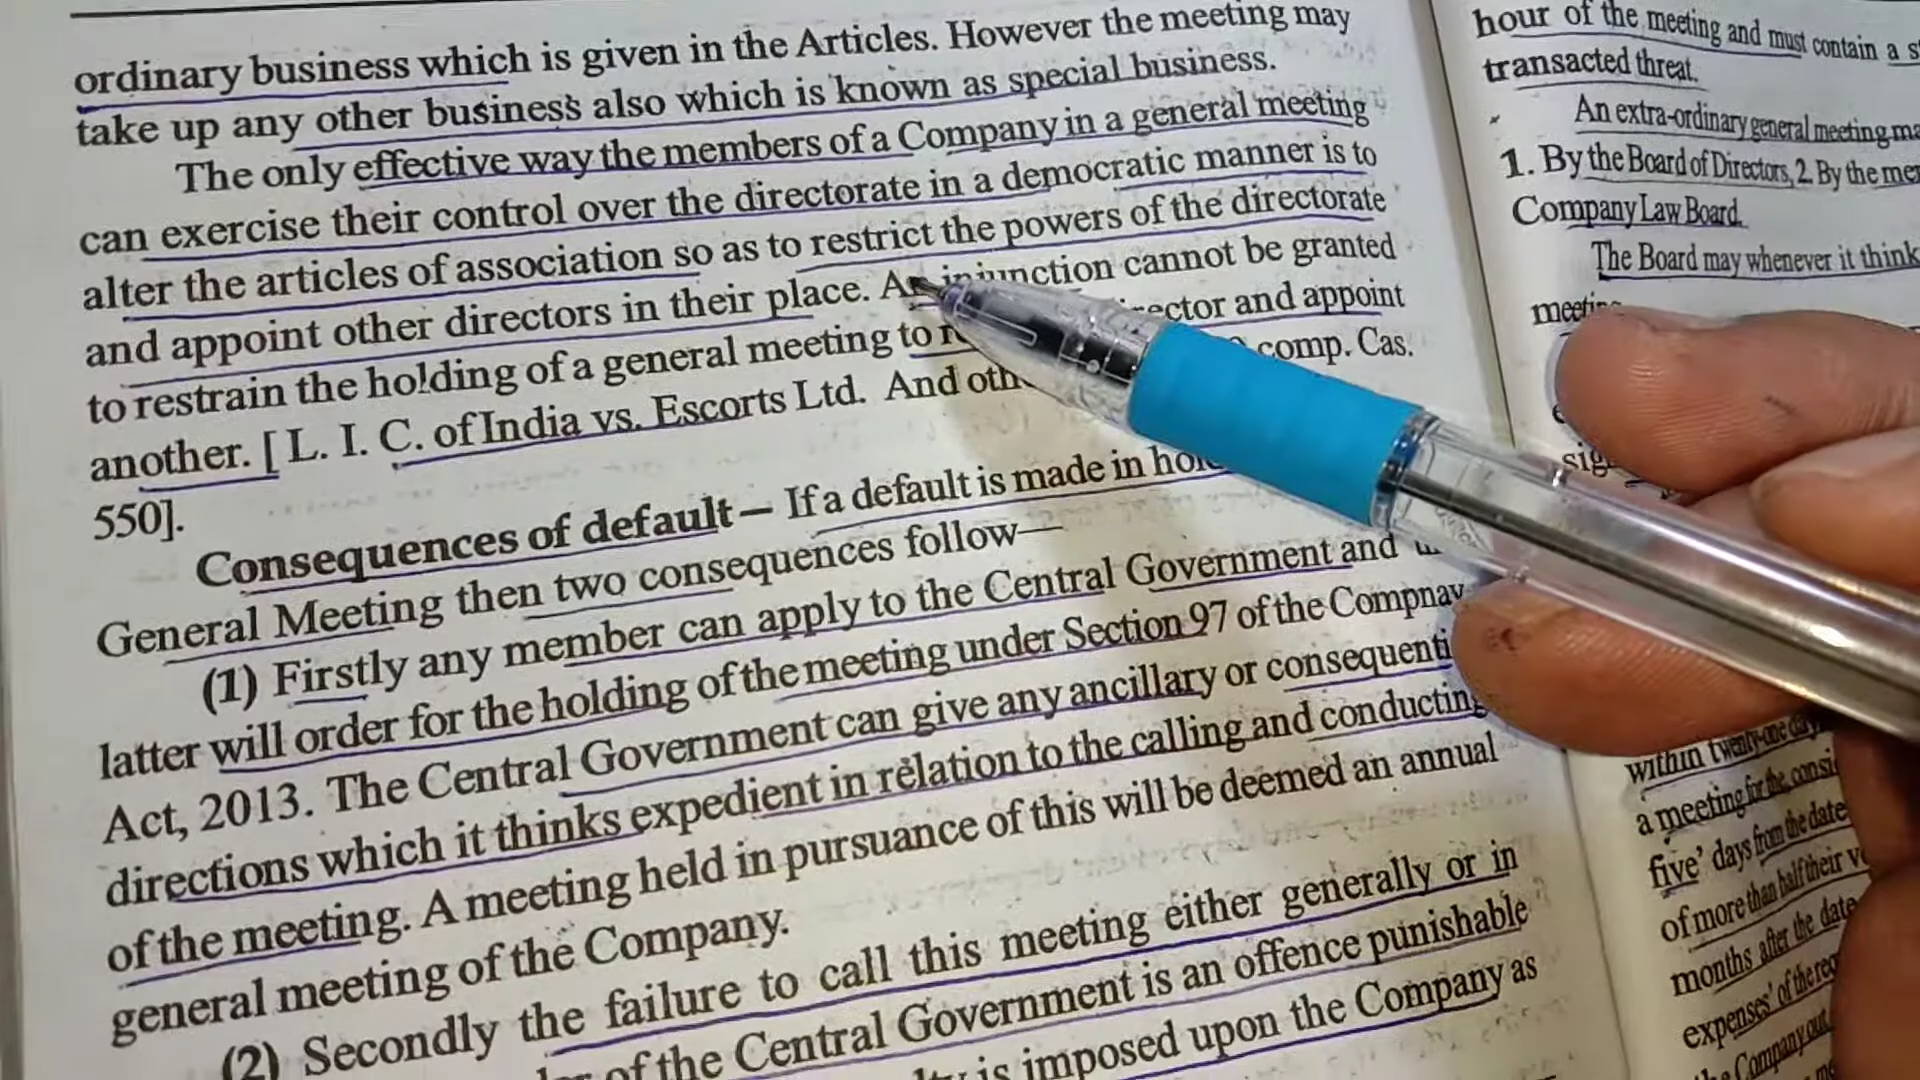 ordinary business which is given in the Articles. However the meeting may
take up any other business also which is known as special business.
The only effective way the members of a Company in a general meeting
can exercise their control over the directorate in a democratic manner is to
alter the articles of association so as to restrict the powers of the directorate
and appoint other directors in their place. An injunction cannot be granted
to restrain the holding of a general meeting to and appoint
another. [ L. I. C. of India vs. Escorts Ltd. And comp. Cas.
550].
Consequences of default — If a default is made in
General Meeting then two consequences follow—
(1) Firstly any member can apply to the Central Government and
latter will order for the holding of the meeting under Section 97 of the Compnay
Act, 2013. The Central Government can give any ancillary or
directions which it thinks expedient in relation to the calling and conducting
of the meeting. A meeting held in pursuance of this will be deemed an annual
general meeting of the Company.
(2) Secondly the failure to call this meeting either generally or in
of the Central Government is an offence punishable
is imposed upon the Company as
hour of the meeting and must contain a
transacted threat.
An extra-ordinary general meeting
1. By the Board of Directors, 2. By the
Company Law Board.
The Board may whenever it think
within twenty-one
a meeting for the
five' days from the date
of more than half their
months after the date
expenses' of the
Company